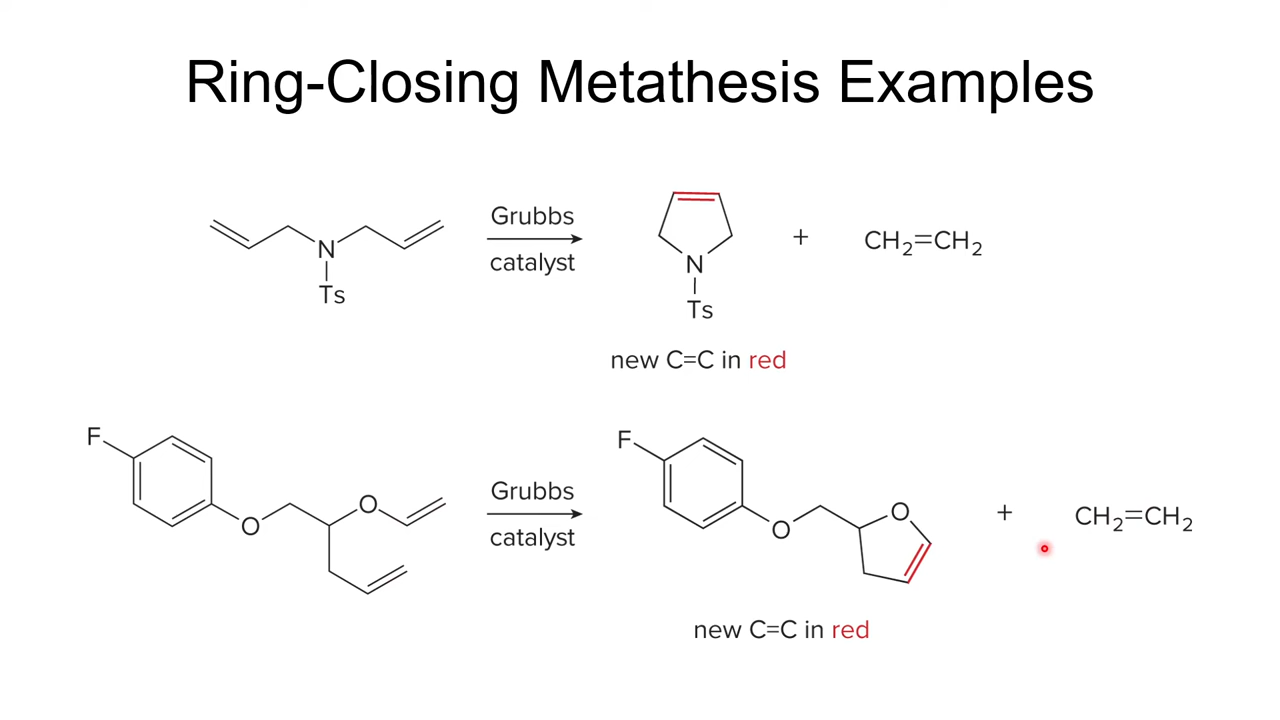 Ring-Closing Metathesis Examples
Grubbs
catalyst
N
Ts
N
Ts
+
CH₂=CH₂
new C=C in red
F
O
O
Grubbs
catalyst
F
O
O
+
CH₂=CH₂
new C=C in red